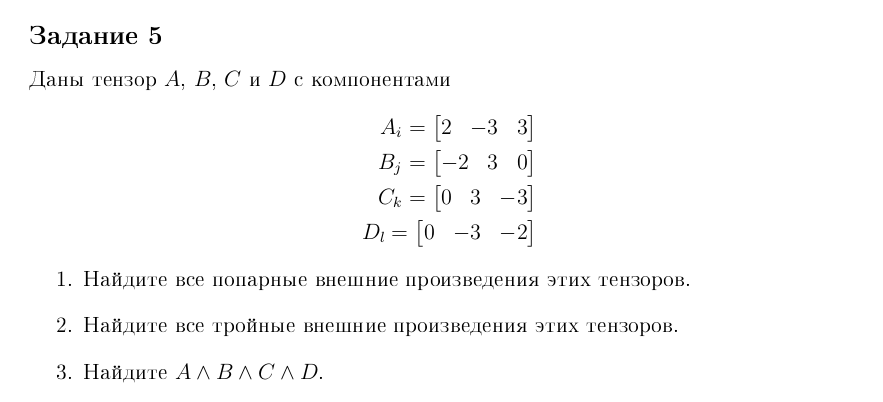 Задание 5
Даны тензор A, B, C и D с компонентами
A_i = [2 −3 3]
B_j = [−2 3 0]
C_k = [0 3 −3]
D_l = [0 −3 −2]
1. Найдите все попарные внешние произведения этих тензоров.
2. Найдите все тройные внешние произведения этих тензоров.
3. Найдите A ∧ B ∧ C ∧ D.